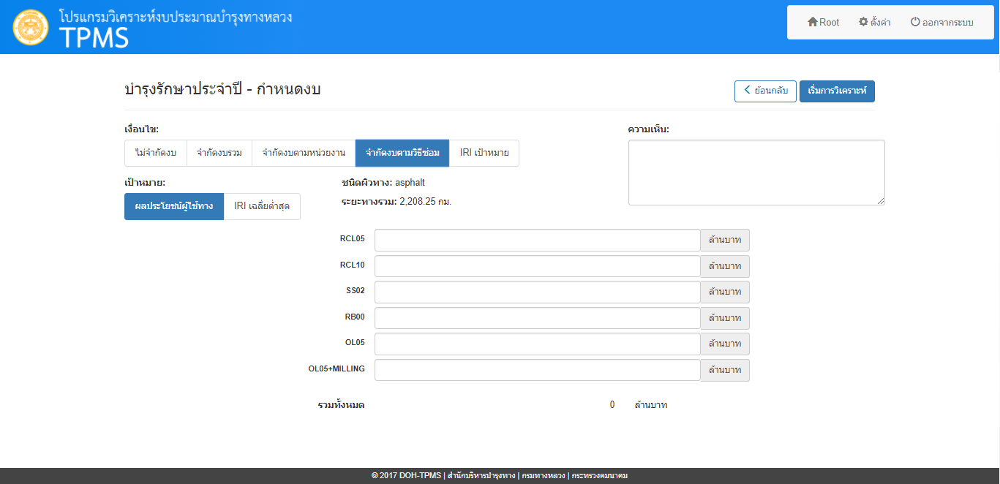 โปรแกรมวิเคราะห์งบประมาณบำรุงทางหลวง
TPMS
Root ตั้งค่า ออกจากระบบ
บำรุงรักษาประจำปี - กำหนดงบ
ย้อนกลับ เริ่มการวิเคราะห์
เงื่อนไข:
ไม่จำกัดงบ จำกัดงบรวม จำกัดงบตามหน่วยงาน จำกัดงบตามวิธีซ่อม IRI เป้าหมาย
ความเห็น:
เป้าหมาย:
ผลประโยชน์ผู้ใช้ทาง IRI เฉลี่ยต่ำสุด
ชนิดผิวทาง: asphalt
ระยะทางรวม: 2,208.25 กม.
RCL05 ล้านบาท
RCL10 ล้านบาท
SS02 ล้านบาท
RB00 ล้านบาท
OL05 ล้านบาท
OL05+MILLING ล้านบาท
รวมทั้งหมด 0 ล้านบาท
© 2017 DOH-TPMS | สำนักบริหารบำรุงทาง | กรมทางหลวง | กระทรวงคมนาคม